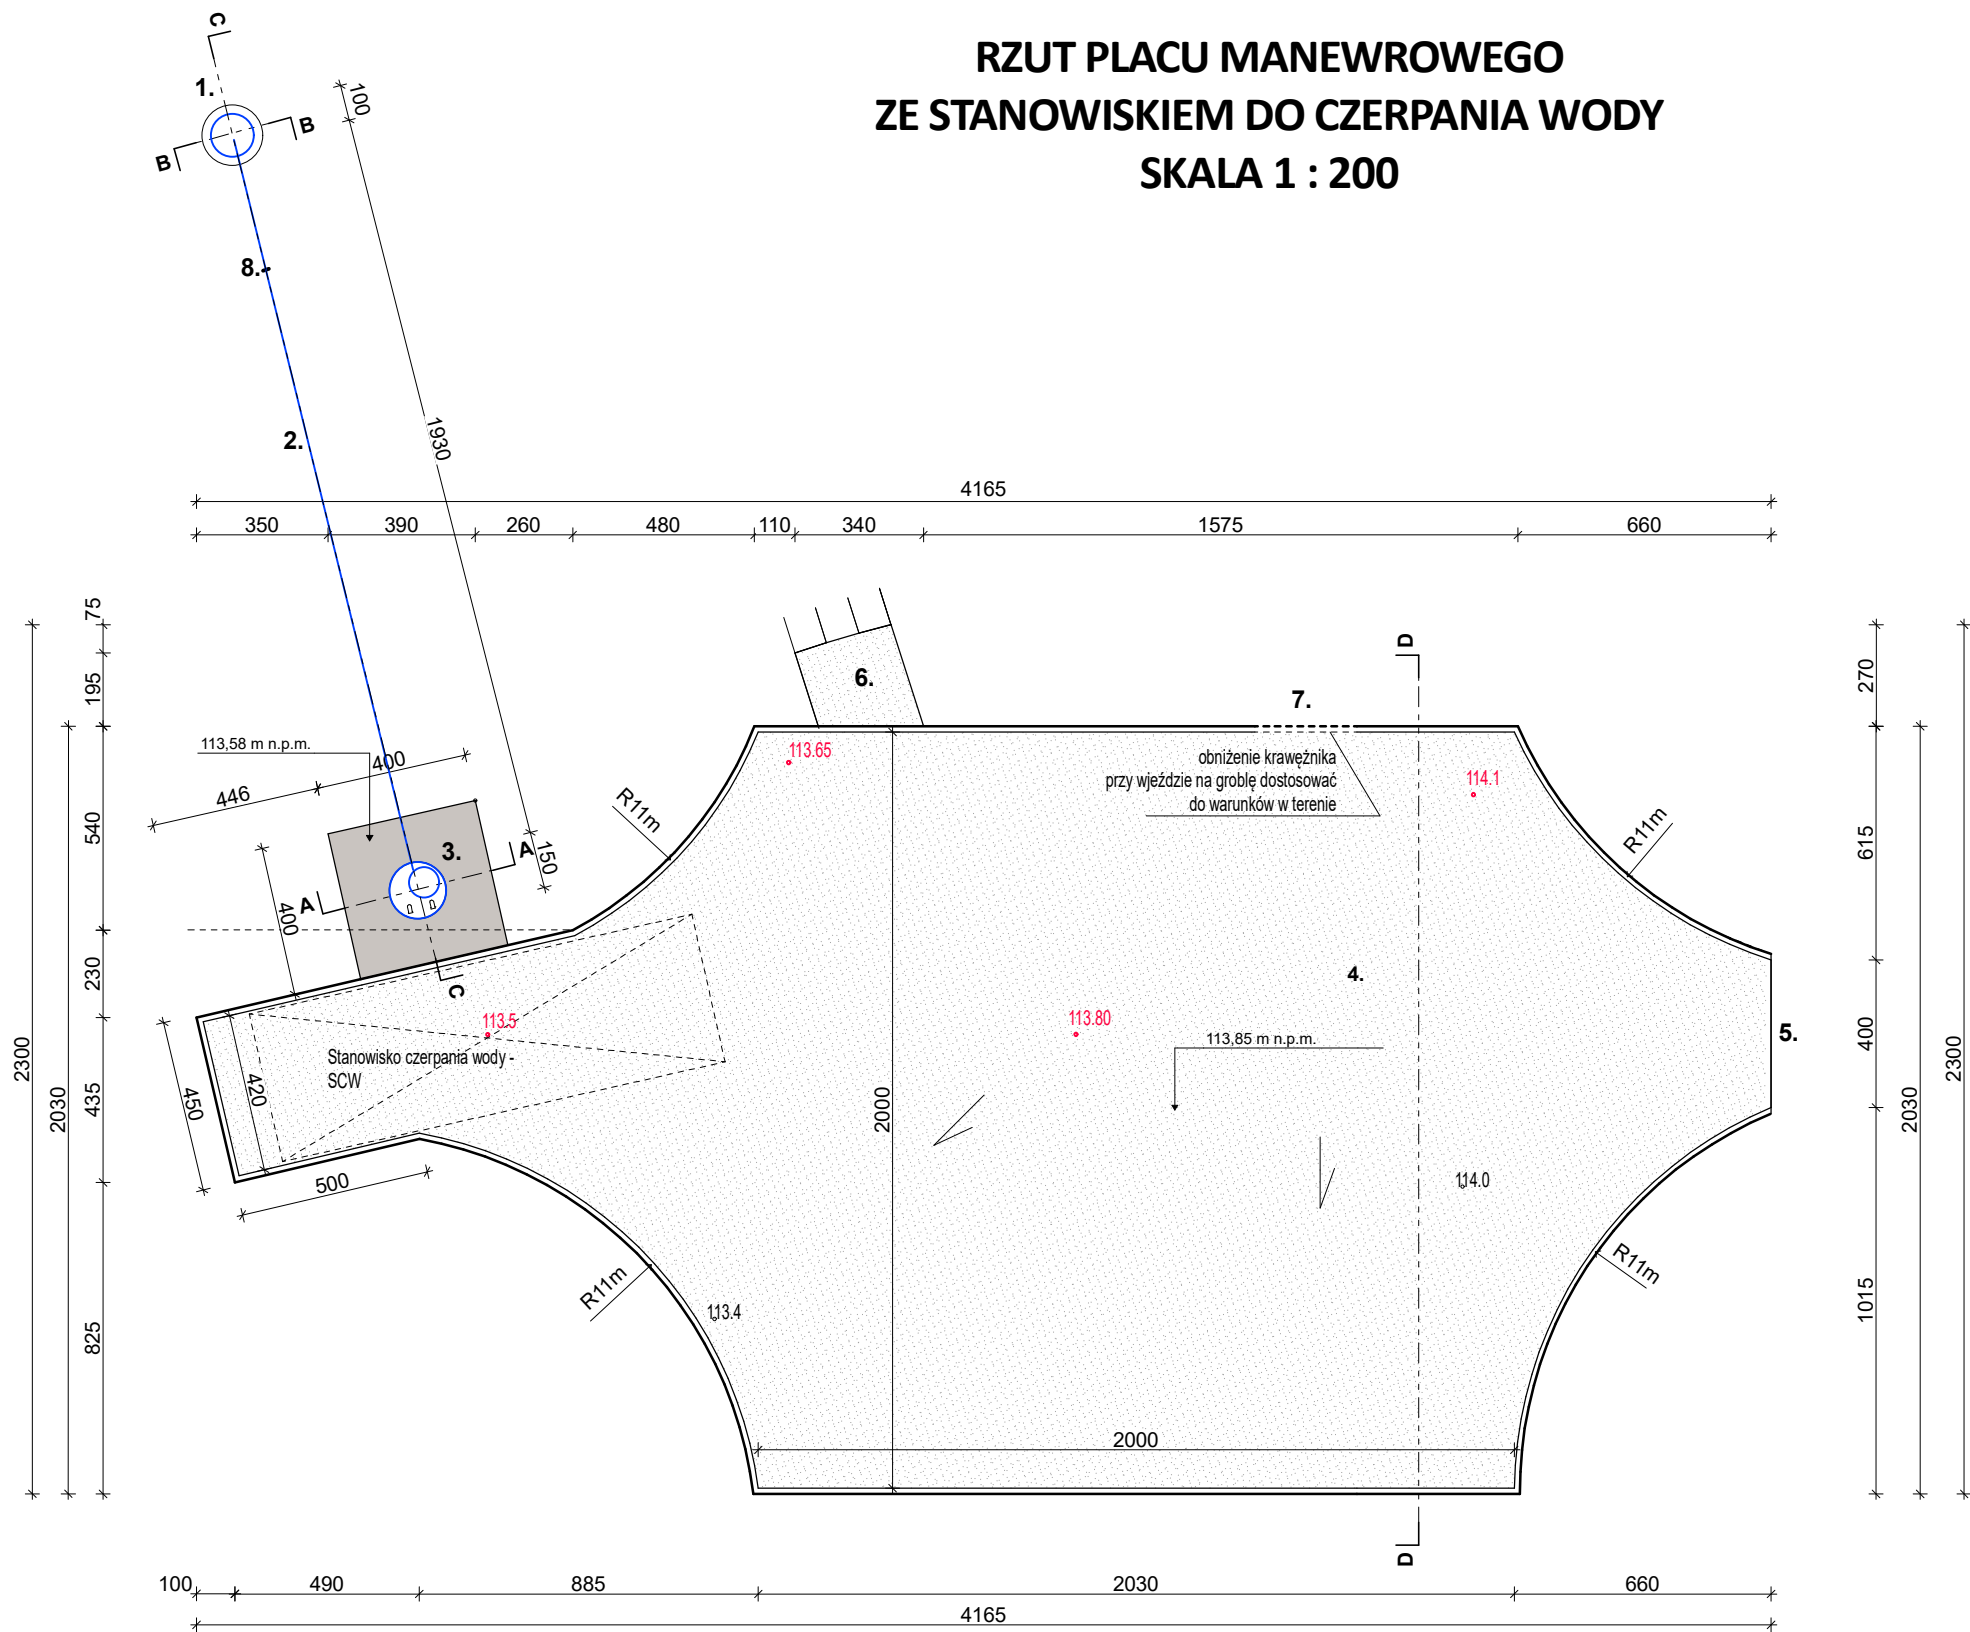 RZUT PLACU MANEWROWEGO
ZE STANOWISKIEM DO CZERPANIA WODY
SKALA 1 : 200
C
1.
B
B
100
8.
2.
1930
4165
350
390
260
480
110
340
1575
660
75
195
540
230
435
825
2300
2030
113,58 m n.p.m.
446
400
400
3.
A
A
150
C
R11m
6.
D
7.
113.65
obniżenie krawężnika
przy wjeździe na groblę dostosować
do warunków w terenie
114.1
R11m
270
615
400
1015
2030
2300
4.
5.
113.5
Stanowisko czerpania wody -
SCW
420
450
500
113.80
113,85 m n.p.m.
2000
114.0
R11m
113.4
R11m
2000
D
100
490
885
2030
660
4165